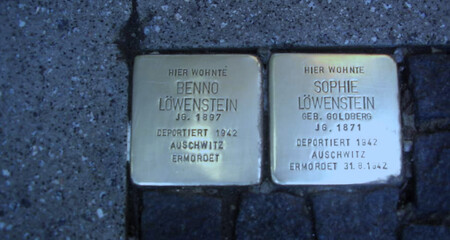 HIER WOHNTE
BENNO
LÖWENSTEIN
JG. 1897
DEPORTIERT 1942
AUSCHWITZ
ERMORDET
HIER WOHNTE
SOPHIE
LÖWENSTEIN
GEB. GOLDBERG
JG. 1871
DEPORTIERT 1942
AUSCHWITZ
ERMORDET 31.8.1942